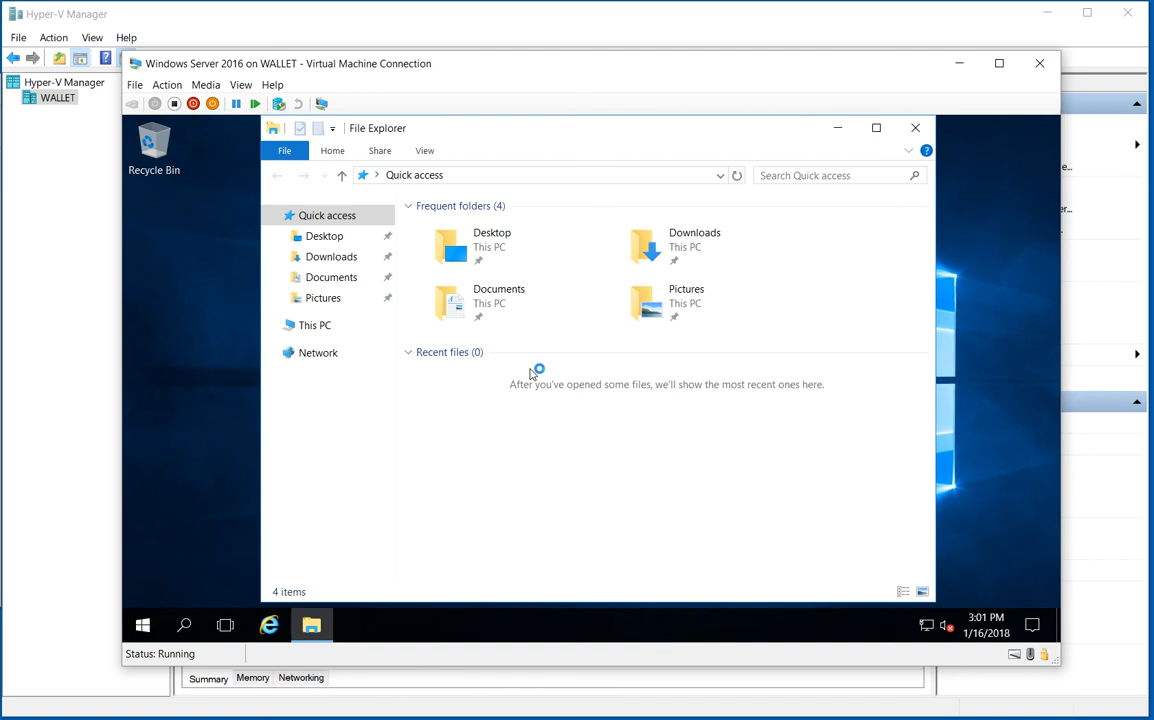 Hyper-V Manager
File Action View Help
Hyper-V Manager
WALLET
Windows Server 2016 on WALLET - Virtual Machine Connection
File Action Media View Help
Recycle Bin
File Explorer
File Home Share View
Quick access
Search Quick access
Quick access
Desktop
Downloads
Documents
Pictures
This PC
Network
Frequent folders (4)
Desktop
This PC
Downloads
This PC
Documents
This PC
Pictures
This PC
Recent files (0)
After you've opened some files, we'll show the most recent ones here.
4 items
3:01 PM
1/16/2018
Status: Running
Summary Memory Networking